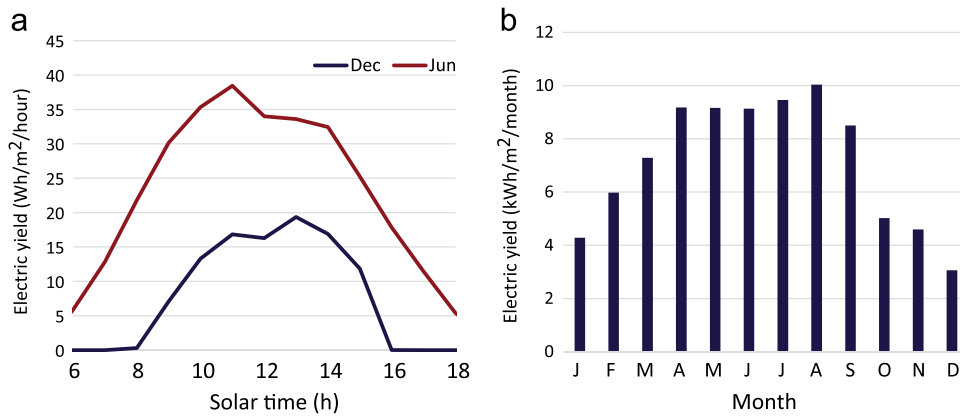 a
45
40
35
30
25
20
15
10
5
0
Electric yield (Wh/m²/hour)
Dec Jun
6 8 10 12 14 16 18
Solar time (h)
b
12
10
8
6
4
2
0
Electric yield (kWh/m²/month)
J F M A M J J A S O N D
Month